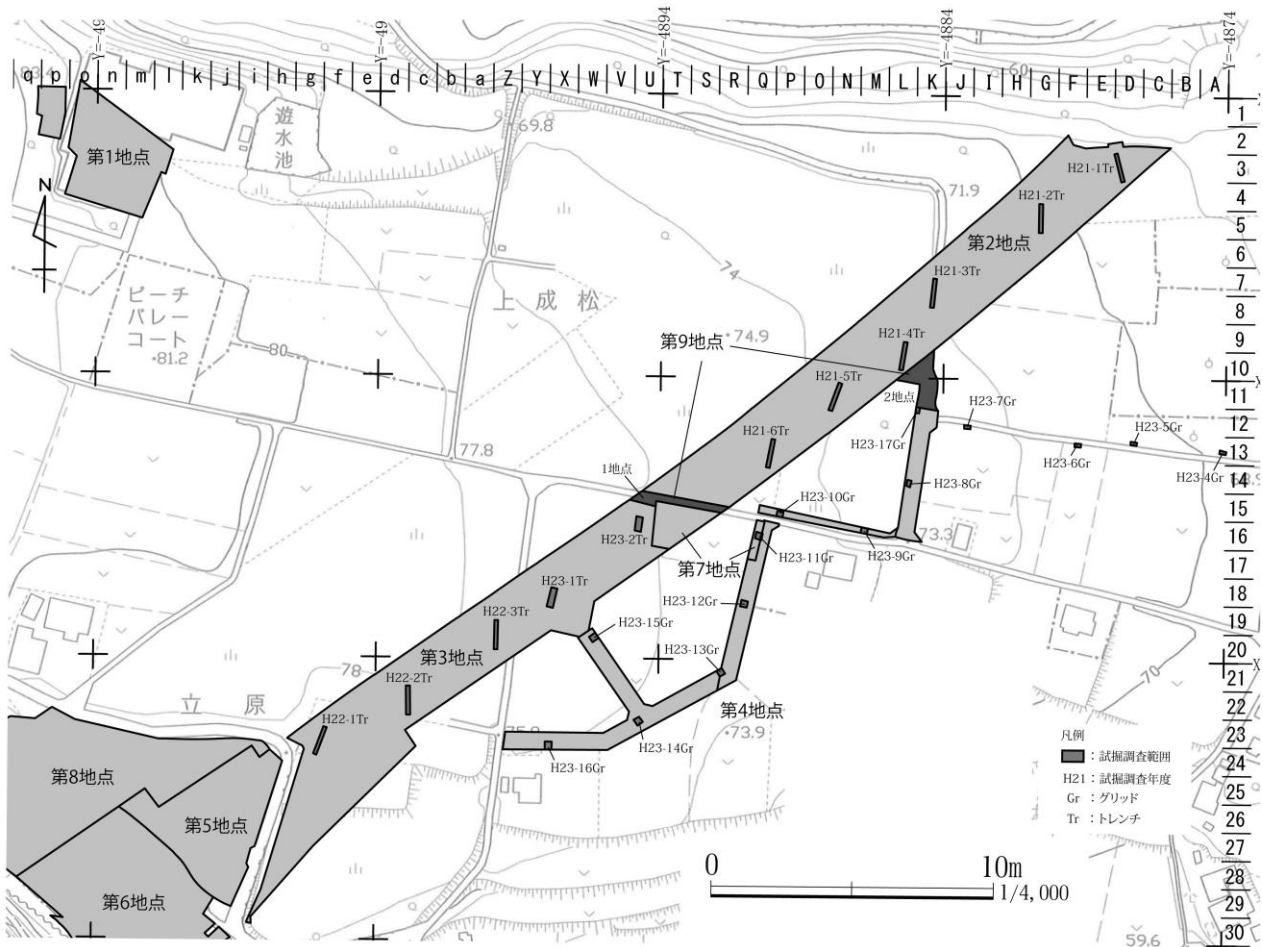 Y=-49
Y=-49
Y=-4894
Y=-4884
Y=-4874
q p o n m l k j i h g f e d c b a Z Y X W V U T S R Q P O N M L K J I H G F E D C B A
1
2
3
4
5
6
7
8
9
10
11
12
13
14
15
16
17
18
19
20
21
22
23
24
25
26
27
28
29
30
X
X
60
遊水池
69.8
第1地点
N
71.9
H21-1Tr
H21-2Tr
第2地点
H21-3Tr
74
ビーチ
バレー
コート
81.2
80
上成松
第9地点
74.9
H21-4Tr
H21-5Tr
2地点
H23-7Gr
H23-17Gr
H23-5Gr
H23-6Gr
H23-4Gr
77.8
H21-6Tr
1地点
H23-8Gr
H23-10Gr
73.3
H23-2Tr
H23-9Gr
H23-11Gr
第7地点
H23-1Tr
H23-12Gr
H22-3Tr
H23-15Gr
第3地点
H23-13Gr
78
70
立原
H22-2Tr
第4地点
73.9
H22-1Tr
H23-14Gr
H23-16Gr
凡例
：試掘調査範囲
H21：試掘調査年度
Gr ：グリッド
Tr ：トレンチ
第8地点
第5地点
第6地点
0 10m
1/4,000
59.6